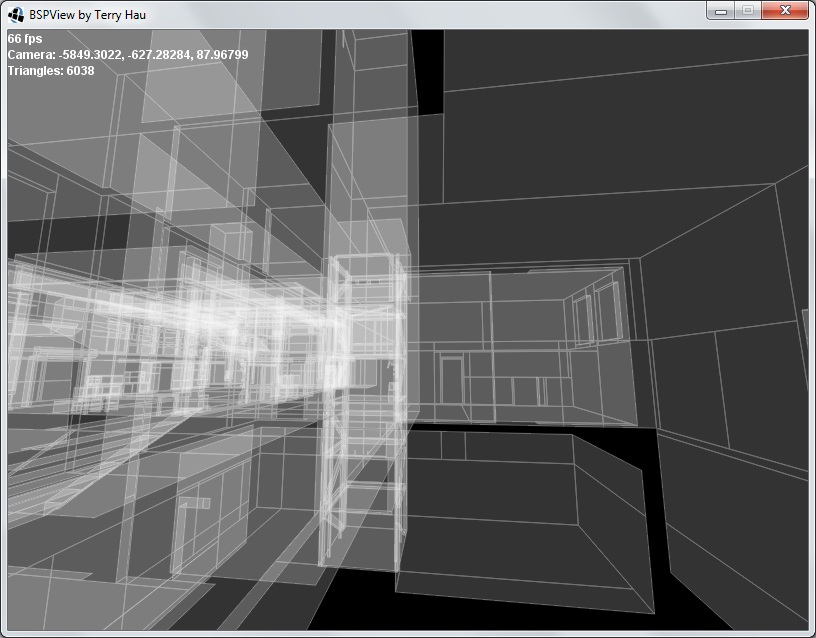 BSPView by Terry Hau
66 fps
Camera: -5849.3022, -627.28284, 87.96799
Triangles: 6038